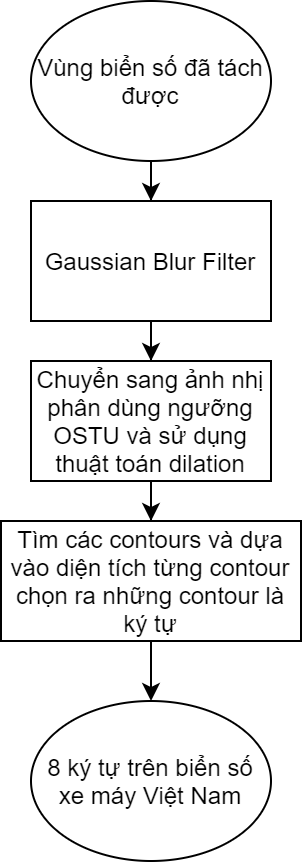 Vùng biển số đã tách
được
Gaussian Blur Filter
Chuyển sang ảnh nhị
phân dùng ngưỡng
OSTU và sử dụng
thuật toán dilation
Tìm các contours và dựa
vào diện tích từng contour
chọn ra những contour là
ký tự
8 ký tự trên biển số
xe máy Việt Nam